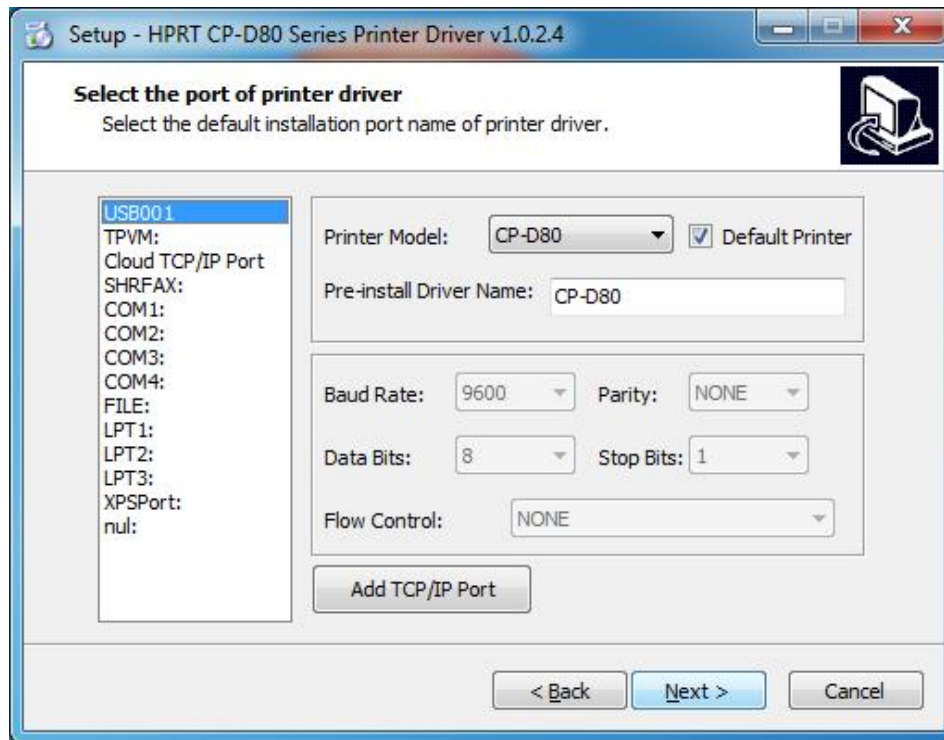 Setup - HPRT CP-D80 Series Printer Driver v1.0.2.4
Select the port of printer driver
Select the default installation port name of printer driver.
USB001
TPVM:
Cloud TCP/IP Port
SHRFAX:
COM1:
COM2:
COM3:
COM4:
FILE:
LPT1:
LPT2:
LPT3:
XPSPort:
nul:
Printer Model: CP-D80 Default Printer
Pre-install Driver Name: CP-D80
Baud Rate: 9600 Parity: NONE
Data Bits: 8 Stop Bits: 1
Flow Control: NONE
Add TCP/IP Port
< Back Next > Cancel